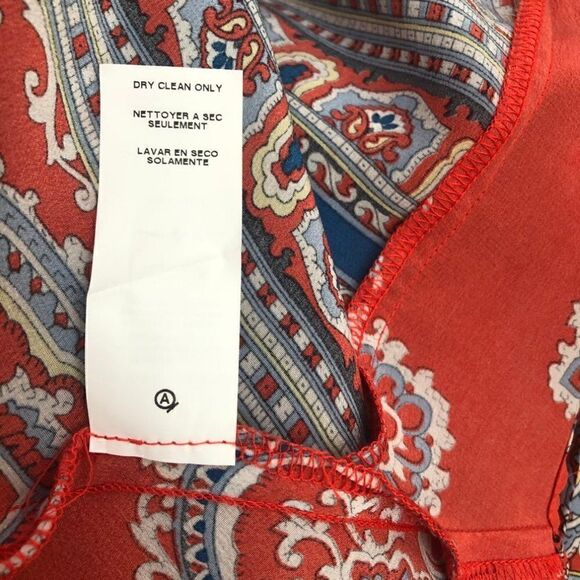 DRY CLEAN ONLY
NETTOYER A SEC
SEULEMENT
LAVAR EN SECO
SOLAMENTE
A